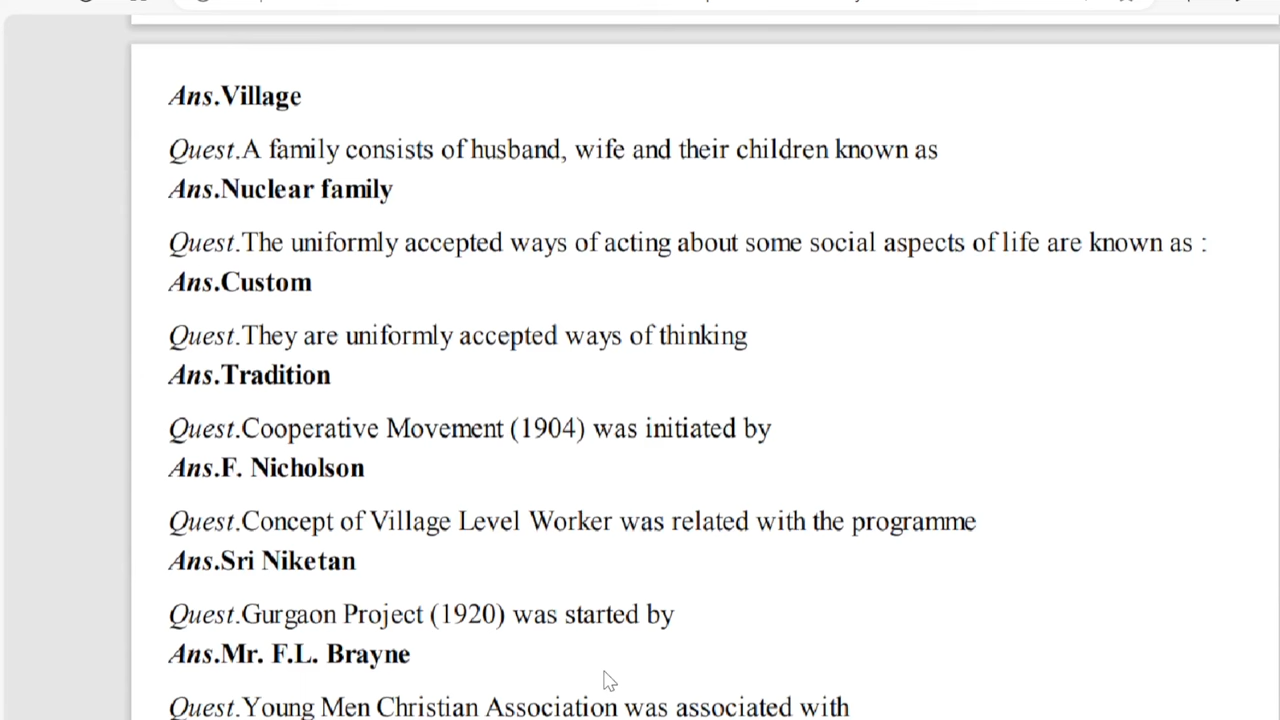 Ans.Village
Quest.A family consists of husband, wife and their children known as
Ans.Nuclear family
Quest.The uniformly accepted ways of acting about some social aspects of life are known as :
Ans.Custom
Quest.They are uniformly accepted ways of thinking
Ans.Tradition
Quest.Cooperative Movement (1904) was initiated by
Ans.F. Nicholson
Quest.Concept of Village Level Worker was related with the programme
Ans.Sri Niketan
Quest.Gurgaon Project (1920) was started by
Ans.Mr. F.L. Brayne
Quest.Young Men Christian Association was associated with